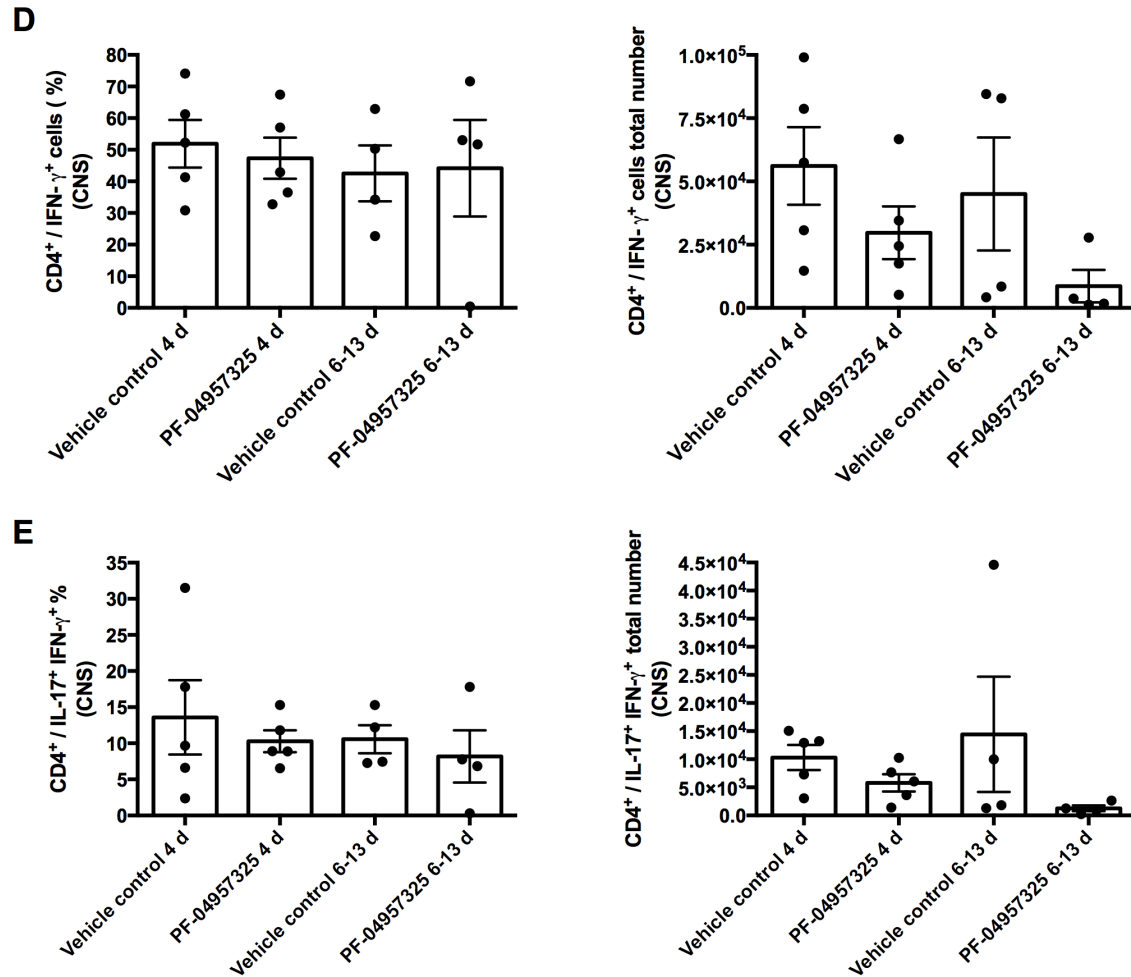 D
CD4⁺ / IFN- γ⁺ cells ( %)
(CNS)
80
70
60
50
40
30
20
10
0
Vehicle control 4 d
PF-04957325 4 d
Vehicle control 6-13 d
PF-04957325 6-13 d
CD4⁺ / IFN- γ⁺ cells total number
(CNS)
1.0×10⁵
7.5×10⁴
5.0×10⁴
2.5×10⁴
0.0
Vehicle control 4 d
PF-04957325 4 d
Vehicle control 6-13 d
PF-04957325 6-13 d
E
CD4⁺ / IL-17⁺ IFN-γ⁺ %
(CNS)
35
30
25
20
15
10
5
0
Vehicle control 4 d
PF-04957325 4 d
Vehicle control 6-13 d
PF-04957325 6-13 d
CD4⁺ / IL-17⁺ IFN-γ⁺ total number
(CNS)
4.5×10⁴
4.0×10⁴
3.5×10⁴
3.0×10⁴
2.5×10⁴
2.0×10⁴
1.5×10⁴
1.0×10⁴
5.0×10³
0.0
Vehicle control 4 d
PF-04957325 4 d
Vehicle control 6-13 d
PF-04957325 6-13 d